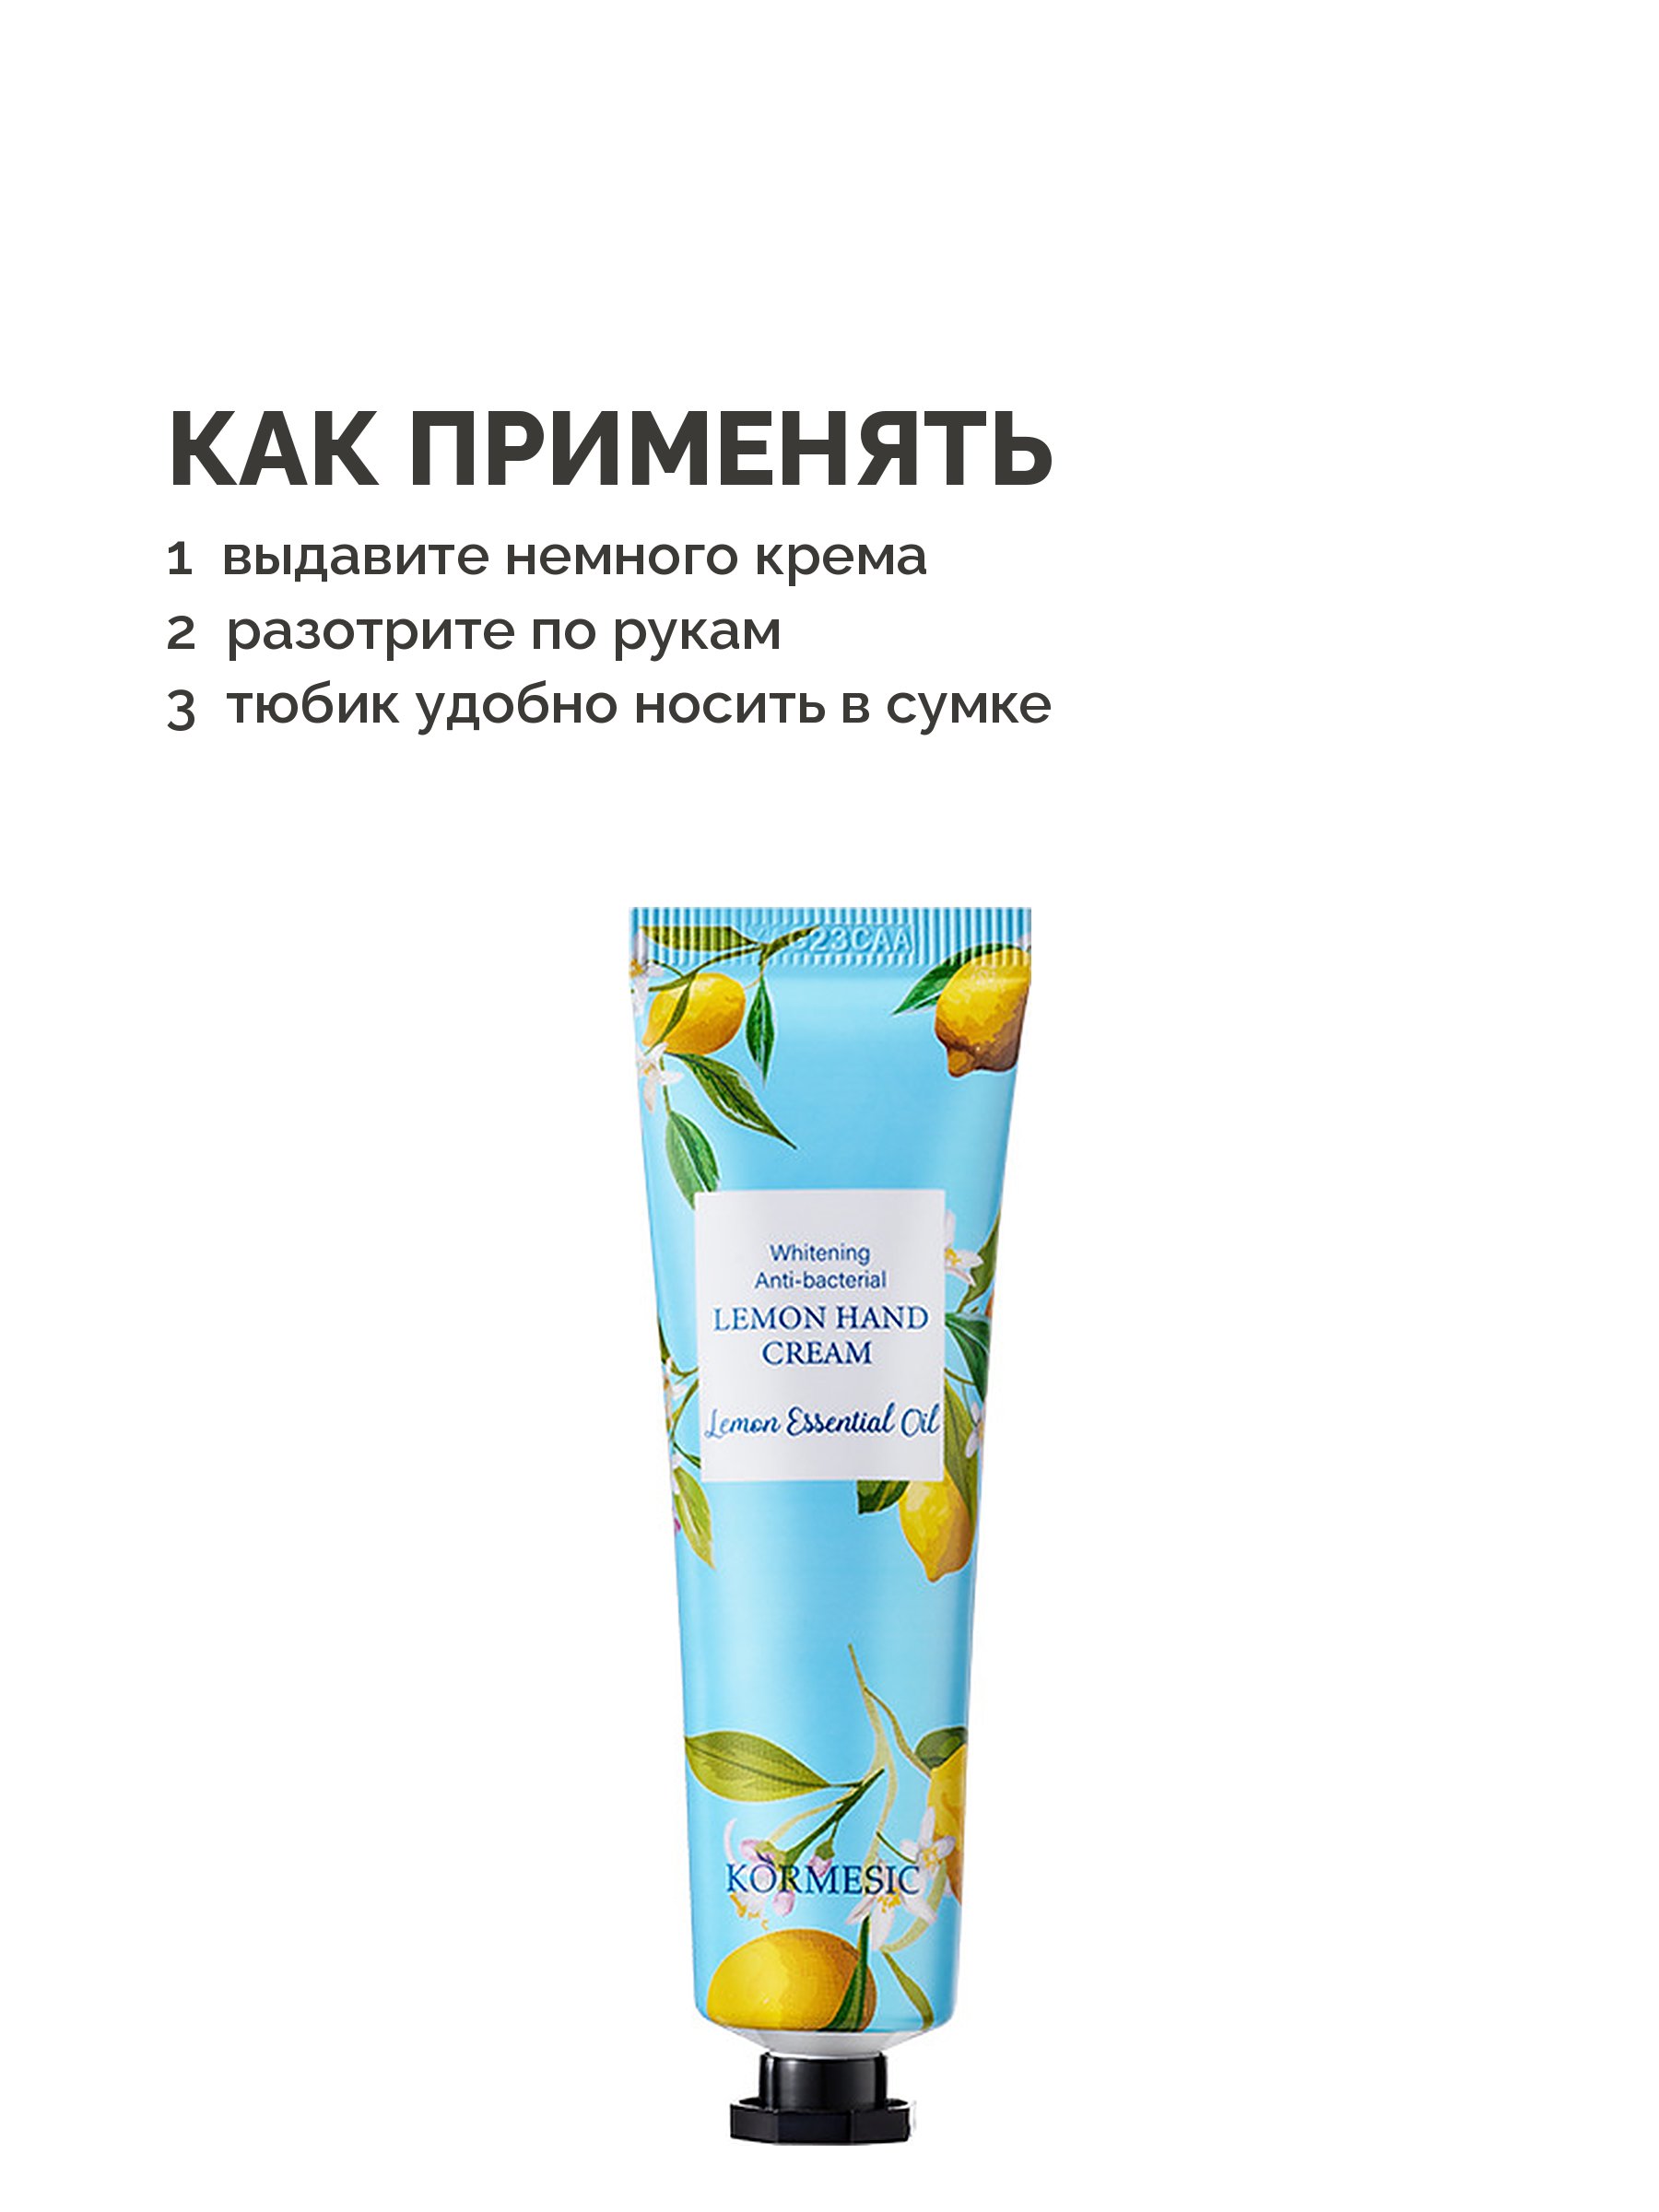 КАК ПРИМЕНЯТЬ
1 выдавите немного крема
2 разотрите по рукам
3 тюбик удобно носить в сумке
Whitening
Anti-bacterial
LEMON HAND
CREAM
Lemon Essential Oil
KORMESIC